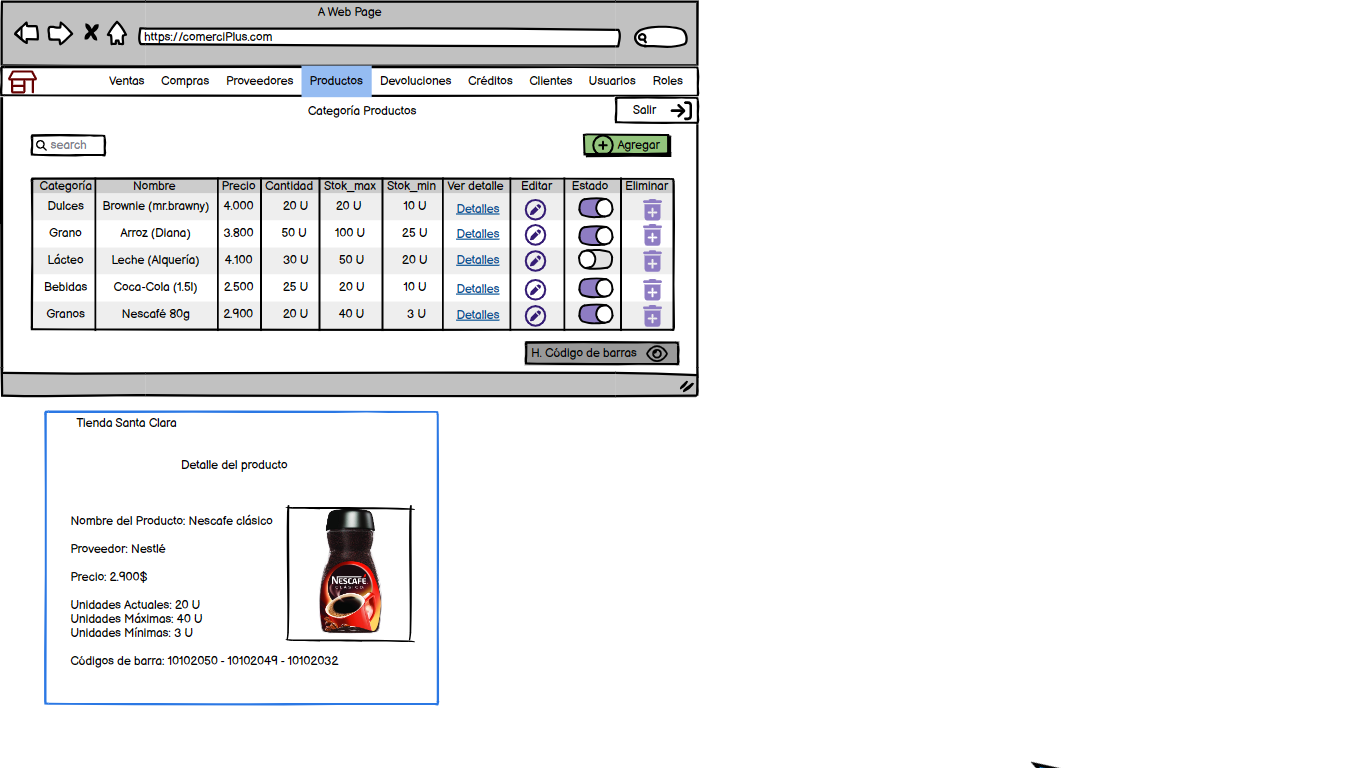 A Web Page
https://comerciPlus.com
Ventas Compras Proveedores Productos Devoluciones Créditos Clientes Usuarios Roles
Categoría Productos
Salir
search
Agregar
Categoría Nombre Precio Cantidad Stok_max Stok_min Ver detalle Editar Estado Eliminar
Dulces Brownie (mr.brawny) 4.000 20 U 20 U 10 U Detalles
Grano Arroz (Diana) 3.800 50 U 100 U 25 U Detalles
Lácteo Leche (Alquería) 4.100 30 U 50 U 20 U Detalles
Bebidas Coca-Cola (1.5l) 2.500 25 U 20 U 10 U Detalles
Granos Nescafé 80g 2.900 20 U 40 U 3 U Detalles
H. Código de barras
Tienda Santa Clara
Detalle del producto
Nombre del Producto: Nescafe clásico
Proveedor: Nestlé
Precio: 2.900$
Unidades Actuales: 20 U
Unidades Máximas: 40 U
Unidades Mínimas: 3 U
Códigos de barra: 10102050 - 10102049 - 10102032
NESCAFÉ
CLASICO